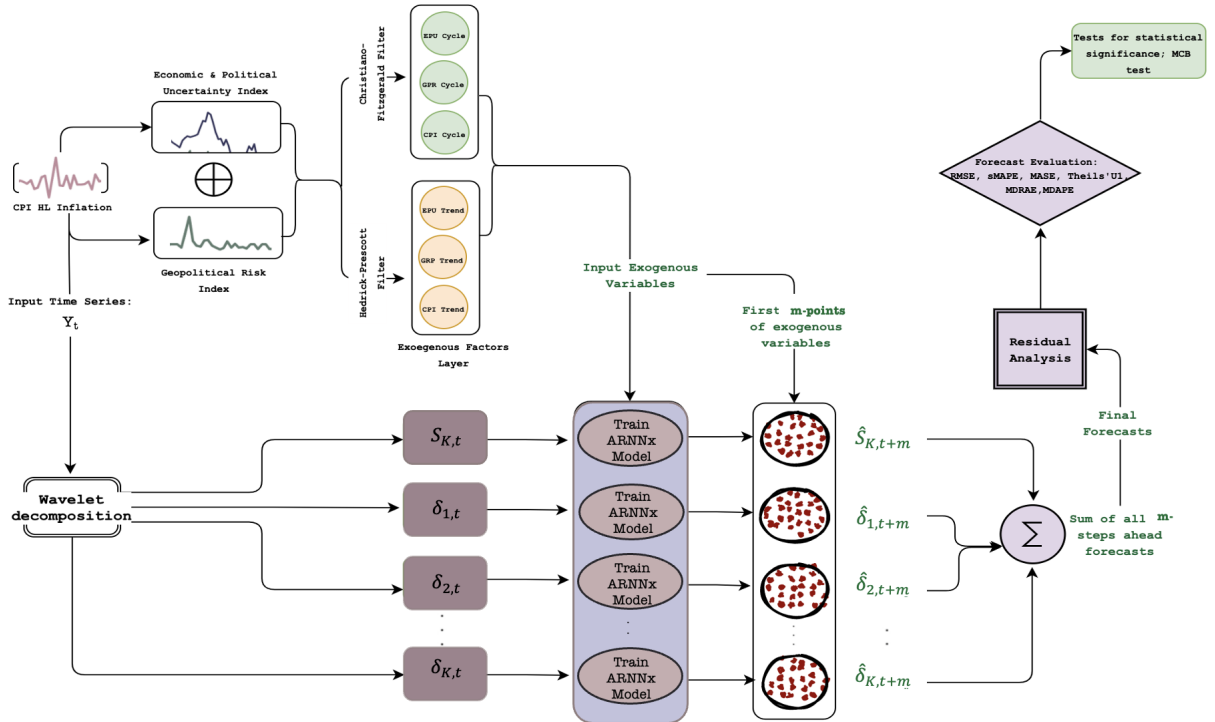 Economic & Political
Uncertainty Index
CPI HL Inflation
Geopolitical Risk
Index
Input Time Series:
Y_t
Christiano-
Fitzgerald Filter
Hedrick-Prescott
Filter
EPU Cycle
GPR Cycle
CPI Cycle
EPU Trend
GRP Trend
CPI Trend
Exoegenous Factors
Layer
Input Exogenous
Variables
First m-points
of exogenous
variables
Wavelet
decomposition
S_{K,t}
δ_{1,t}
δ_{2,t}
δ_{K,t}
Train
ARNNx
Model
Train
ARNNx
Model
Train
ARNNx
Model
Train
ARNNx
Model
Ŝ_{K,t+m}
δ̂_{1,t+m}
δ̂_{2,t+m}
δ̂_{K,t+m}
Σ
Sum of all m-
steps ahead
forecasts
Final
Forecasts
Residual
Analysis
Forecast Evaluation:
RMSE, sMAPE, MASE, Theils'U1,
MDRAE,MDAPE
Tests for statistical
significance; MCB
test